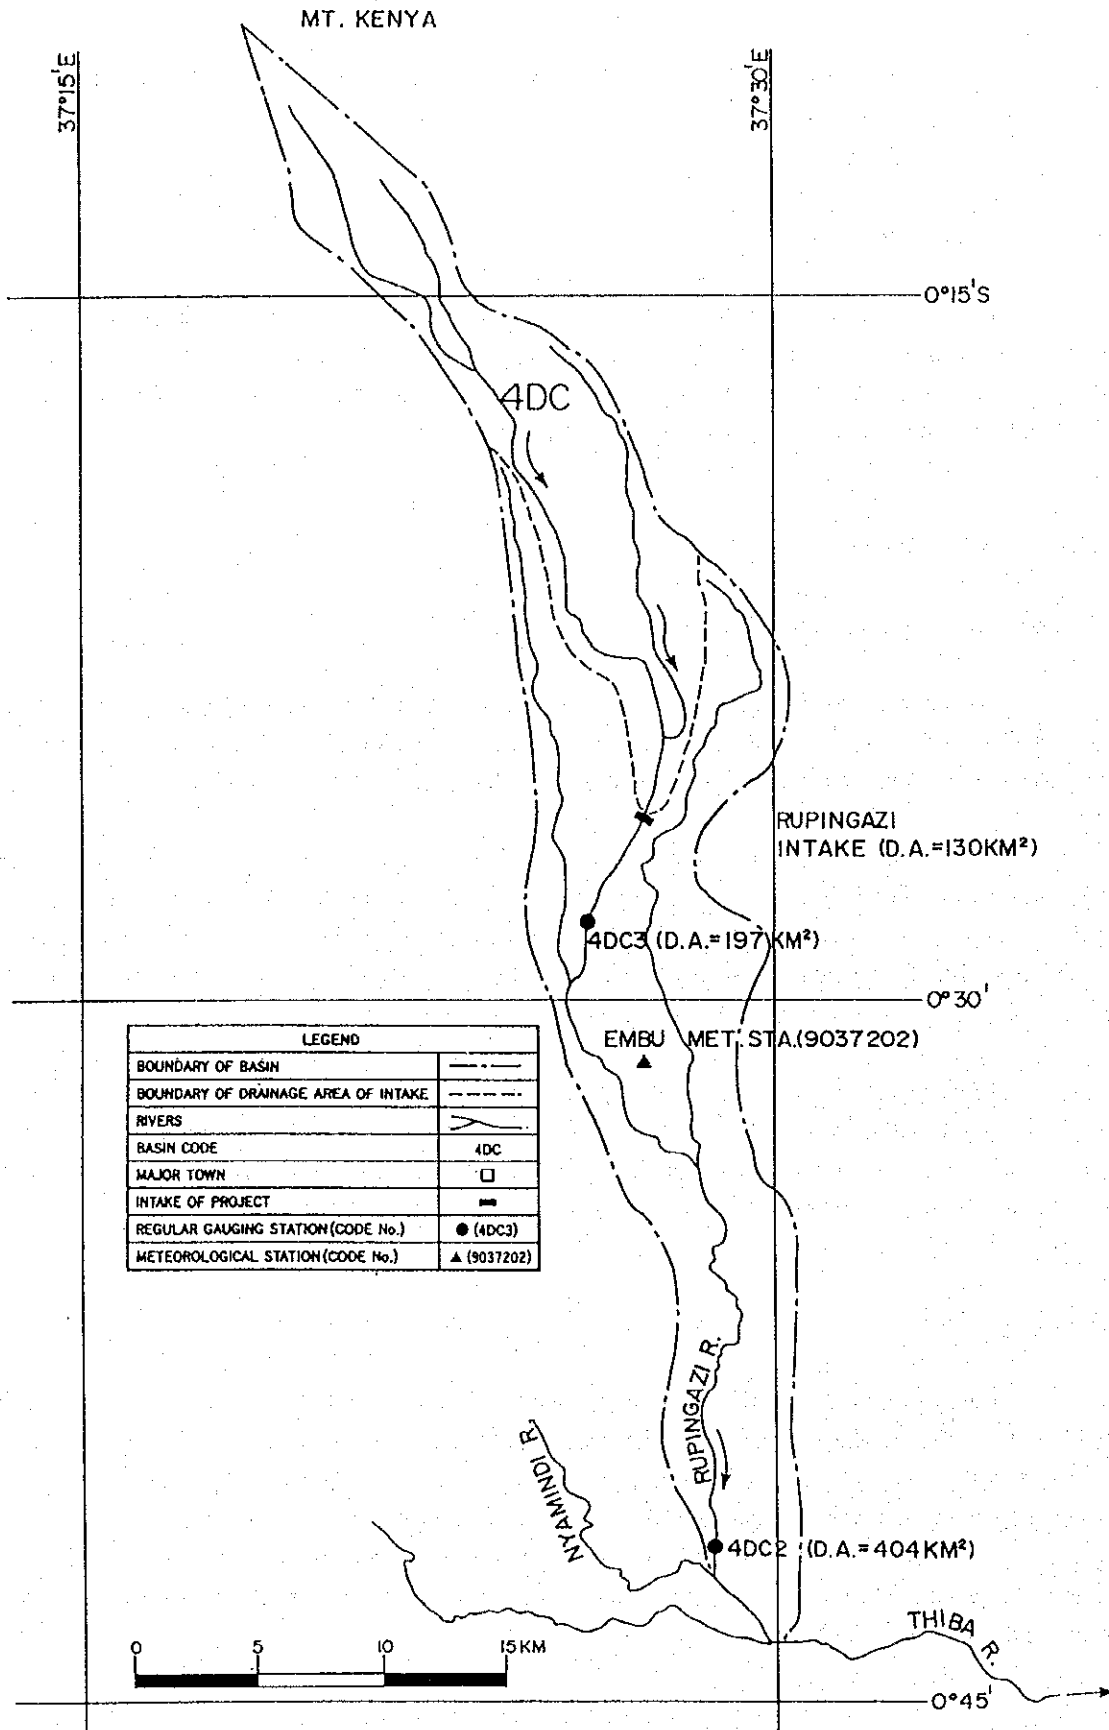 MT. KENYA
37°15'E
37°30'E
0°15'S
4DC
RUPINGAZI
INTAKE (D.A.=130KM²)
4DC3 (D.A.=197KM²)
0°30'
EMBU MET. STA.(9037202)
LEGEND
BOUNDARY OF BASIN
BOUNDARY OF DRAINAGE AREA OF INTAKE
RIVERS
BASIN CODE 4DC
MAJOR TOWN
INTAKE OF PROJECT
REGULAR GAUGING STATION (CODE No.) (4DC3)
METEOROLOGICAL STATION (CODE No.) (9037202)
RUPINGAZI R.
NYAMINDI R.
4DC2 (D.A.=404KM²)
THIBA R.
0 5 10 15 KM
0°45'